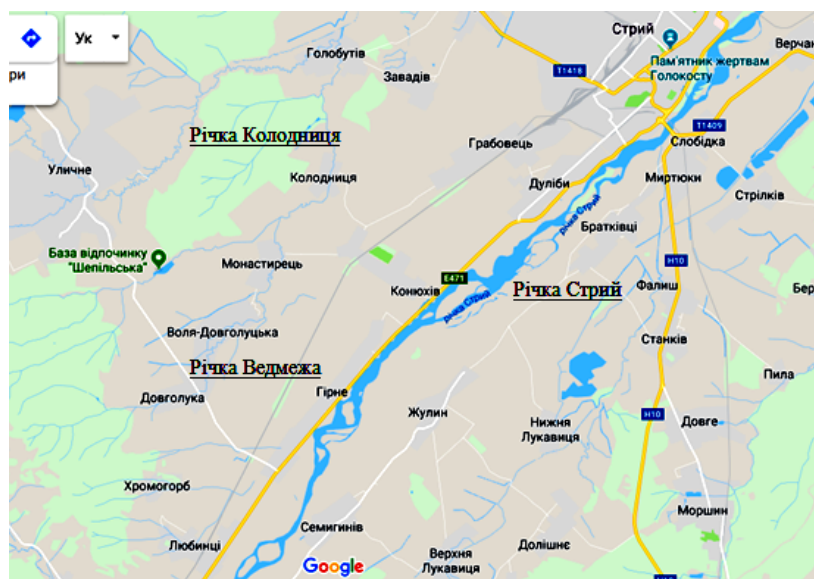 Ук
ри
Стрий
Пам'ятник жертвам
Голокосту
Верчан
Голобутів
Завадів
T1418
T1409
Річка Колодниця
Грабовець
Слобідка
Уличне
Колодниця
Дуліби
Миртюки
Стрілків
річка Стрий
Братківці
База відпочинку
"Шепільська"
Монастирець
H10
E471
Конюхів
річка Стрий
Річка Стрий
Фалиш
Бер
Воля-Довголуцька
Станків
Річка Ведмежа
Пила
Гірне
Довголука
Жулин
Нижня
Лукавиця
H10
Довге
Хромогорб
Моршин
Семигинів
Любинці
Долішнє
Верхня
Лукавиця
Google